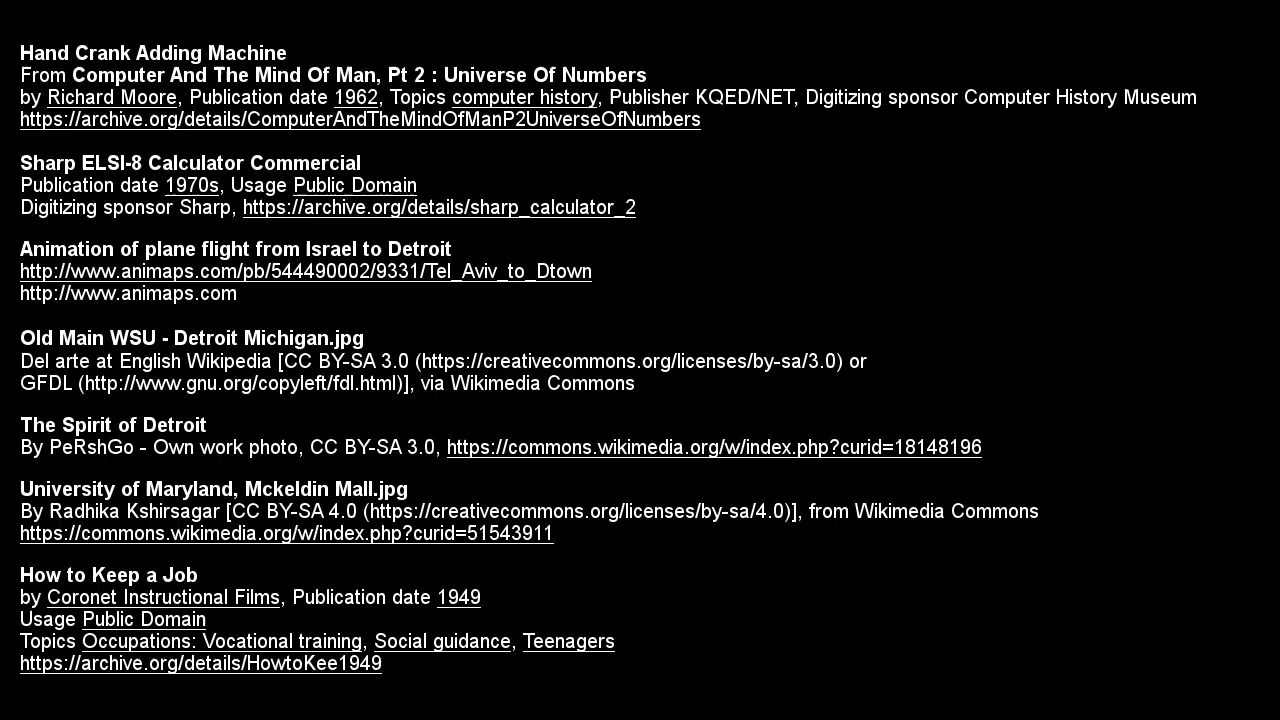 Hand Crank Adding Machine
From Computer And The Mind Of Man, Pt 2 : Universe Of Numbers
by Richard Moore, Publication date 1962, Topics computer history, Publisher KQED/NET, Digitizing sponsor Computer History Museum
https://archive.org/details/ComputerAndTheMindOfManP2UniverseOfNumbers
Sharp ELSI-8 Calculator Commercial
Publication date 1970s, Usage Public Domain
Digitizing sponsor Sharp, https://archive.org/details/sharp_calculator_2
Animation of plane flight from Israel to Detroit
http://www.animaps.com/pb/544490002/9331/Tel_Aviv_to_Dtown
http://www.animaps.com
Old Main WSU - Detroit Michigan.jpg
Del arte at English Wikipedia [CC BY-SA 3.0 (https://creativecommons.org/licenses/by-sa/3.0) or
GFDL (http://www.gnu.org/copyleft/fdl.html)], via Wikimedia Commons
The Spirit of Detroit
By PeRshGo - Own work photo, CC BY-SA 3.0, https://commons.wikimedia.org/w/index.php?curid=18148196
University of Maryland, Mckeldin Mall.jpg
By Radhika Kshirsagar [CC BY-SA 4.0 (https://creativecommons.org/licenses/by-sa/4.0)], from Wikimedia Commons
https://commons.wikimedia.org/w/index.php?curid=51543911
How to Keep a Job
by Coronet Instructional Films, Publication date 1949
Usage Public Domain
Topics Occupations: Vocational training, Social guidance, Teenagers
https://archive.org/details/HowtoKee1949